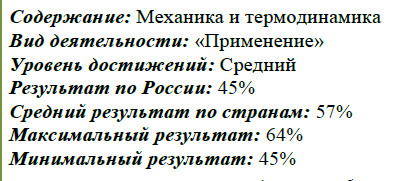 Содержание: Механика и термодинамика
Вид деятельности: «Применение»
Уровень достижений: Средний
Результат по России: 45%
Средний результат по странам: 57%
Максимальный результат: 64%
Минимальный результат: 45%